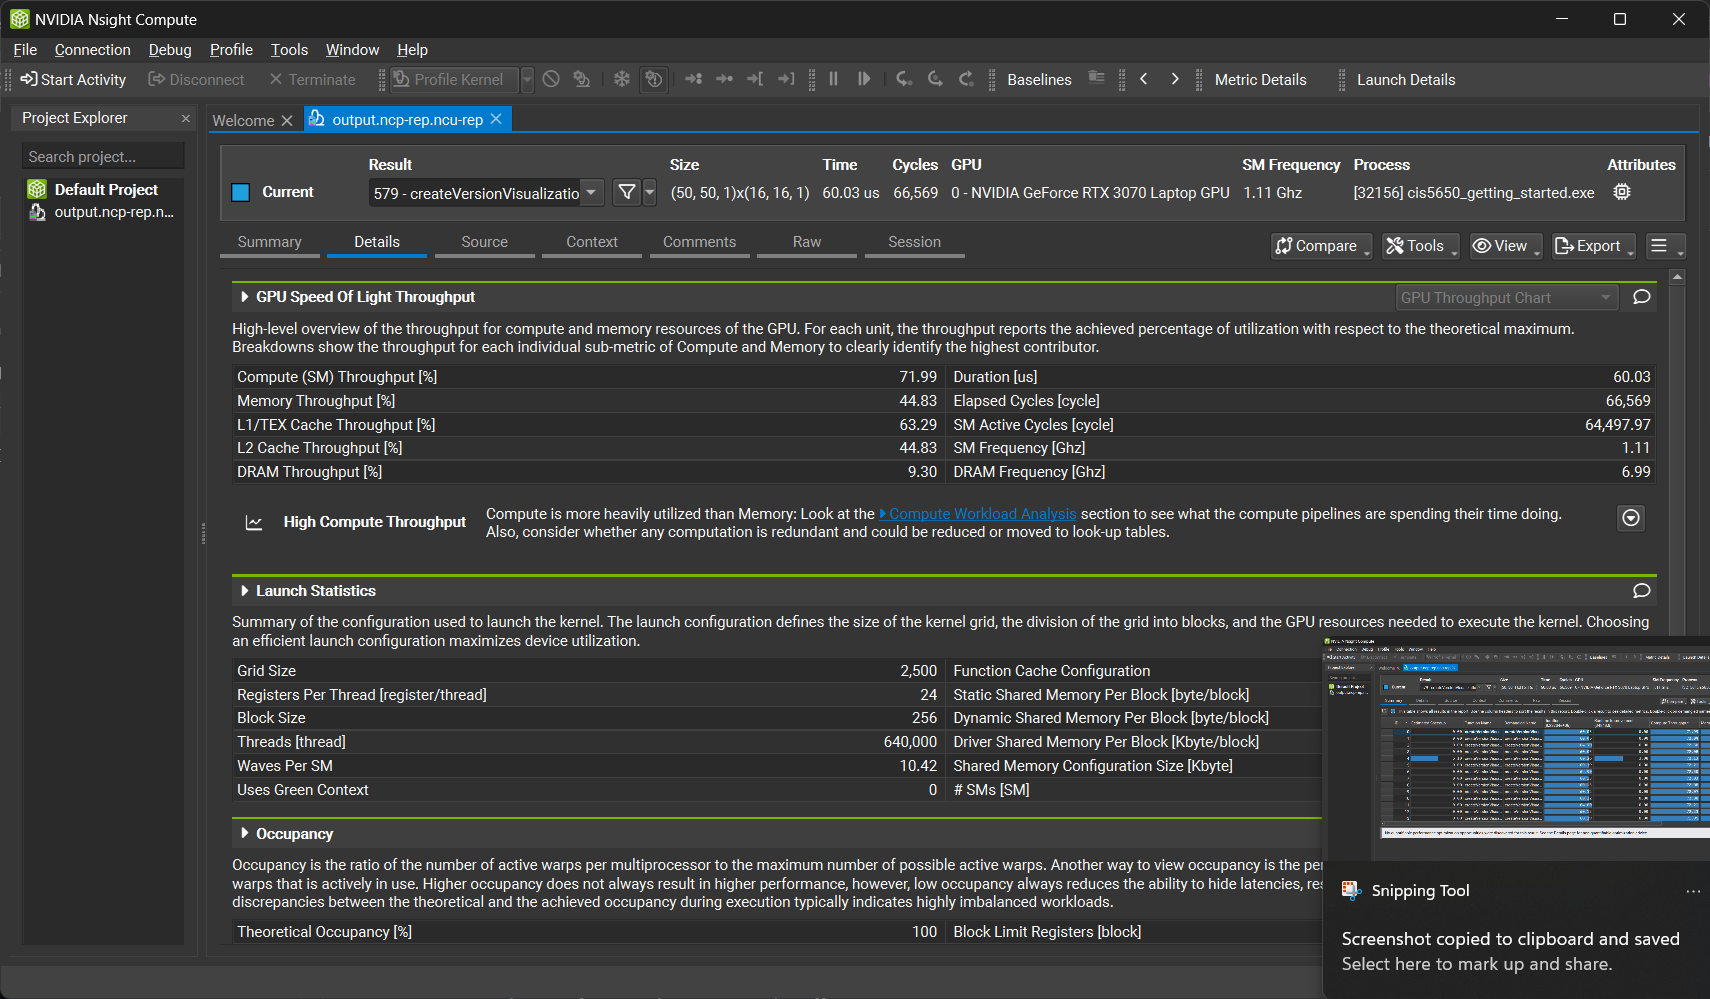 NVIDIA Nsight Compute
File Connection Debug Profile Tools Window Help
Start Activity Disconnect Terminate Profile Kernel Baselines Metric Details Launch Details
Project Explorer
Search project...
Default Project
output.ncp-rep.n...
Welcome output.ncp-rep.ncu-rep
Result Size Time Cycles GPU SM Frequency Process Attributes
Current 579 - createVersionVisualizatio (50, 50, 1)x(16, 16, 1) 60.03 us 66,569 0 - NVIDIA GeForce RTX 3070 Laptop GPU 1.11 Ghz [32156] cis5650_getting_started.exe
Summary Details Source Context Comments Raw Session Compare Tools View Export
GPU Speed Of Light Throughput GPU Throughput Chart
High-level overview of the throughput for compute and memory resources of the GPU. For each unit, the throughput reports the achieved percentage of utilization with respect to the theoretical maximum.
Breakdowns show the throughput for each individual sub-metric of Compute and Memory to clearly identify the highest contributor.
Compute (SM) Throughput [%] 71.99 Duration [us] 60.03
Memory Throughput [%] 44.83 Elapsed Cycles [cycle] 66,569
L1/TEX Cache Throughput [%] 63.29 SM Active Cycles [cycle] 64,497.97
L2 Cache Throughput [%] 44.83 SM Frequency [Ghz] 1.11
DRAM Throughput [%] 9.30 DRAM Frequency [Ghz] 6.99
High Compute Throughput
Compute is more heavily utilized than Memory: Look at the Compute Workload Analysis section to see what the compute pipelines are spending their time doing.
Also, consider whether any computation is redundant and could be reduced or moved to look-up tables.
Launch Statistics
Summary of the configuration used to launch the kernel. The launch configuration defines the size of the kernel grid, the division of the grid into blocks, and the GPU resources needed to execute the kernel. Choosing
an efficient launch configuration maximizes device utilization.
Grid Size 2,500 Function Cache Configuration
Registers Per Thread [register/thread] 24 Static Shared Memory Per Block [byte/block]
Block Size 256 Dynamic Shared Memory Per Block [byte/block]
Threads [thread] 640,000 Driver Shared Memory Per Block [Kbyte/block]
Waves Per SM 10.42 Shared Memory Configuration Size [Kbyte]
Uses Green Context 0 # SMs [SM]
Occupancy
Occupancy is the ratio of the number of active warps per multiprocessor to the maximum number of possible active warps. Another way to view occupancy is the
warps that is actively in use. Higher occupancy does not always result in higher performance, however, low occupancy always reduces the ability to hide latencies,
discrepancies between the theoretical and the achieved occupancy during execution typically indicates highly imbalanced workloads.
Theoretical Occupancy [%] 100 Block Limit Registers [block]
Snipping Tool
Screenshot copied to clipboard and saved
Select here to mark up and share.